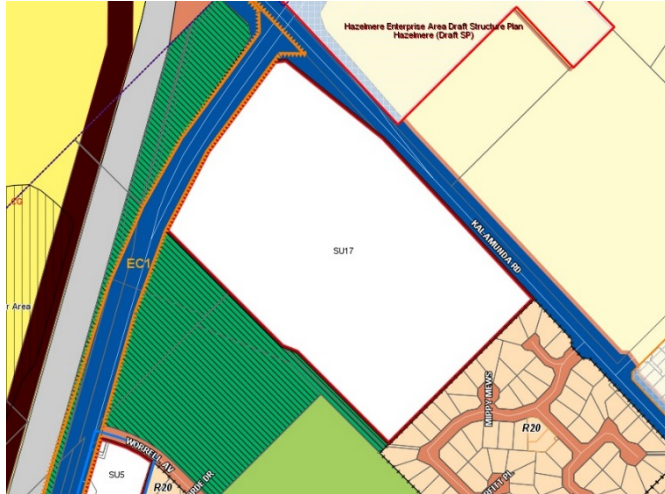 Hazelmere Enterprise Area Draft Structure Plan
Hazelmere (Draft SP)
CG
SU17
KALAMUNDA RD
EC1
r Area
MIPPY MEWS
R20
WORRELL AV
SU5
R20